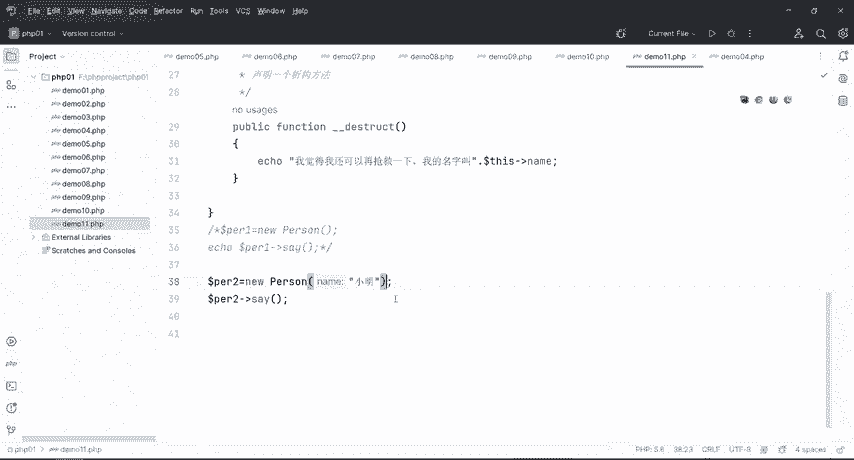 File Edit View Navigate Code Refactor Run Tools VCS Window Help
php01 Version control Current File
Project
demo05.php demo06.php demo07.php demo08.php demo09.php demo10.php demo11.php demo04.php
php01 F:\phpproject\php01
demo01.php
demo02.php
demo03.php
demo04.php
demo05.php
demo06.php
demo07.php
demo08.php
demo09.php
demo10.php
demo11.php
External Libraries
Scratches and Consoles
27 * 声明一个析构方法
28 */
no usages
29 public function __destruct()
30 {
31 echo "我觉得我还可以再抢救一下，我的名字叫".$this->name;
32 }
33
34 }
35 /*$per1=new Person();
36 echo $per1->say();*/
37
38 $per2=new Person( name: "小明");
39 $per2->say();
40
41
php01 > demo11.php PHP: 5.6 38:23 CRLF UTF-8 4 spaces